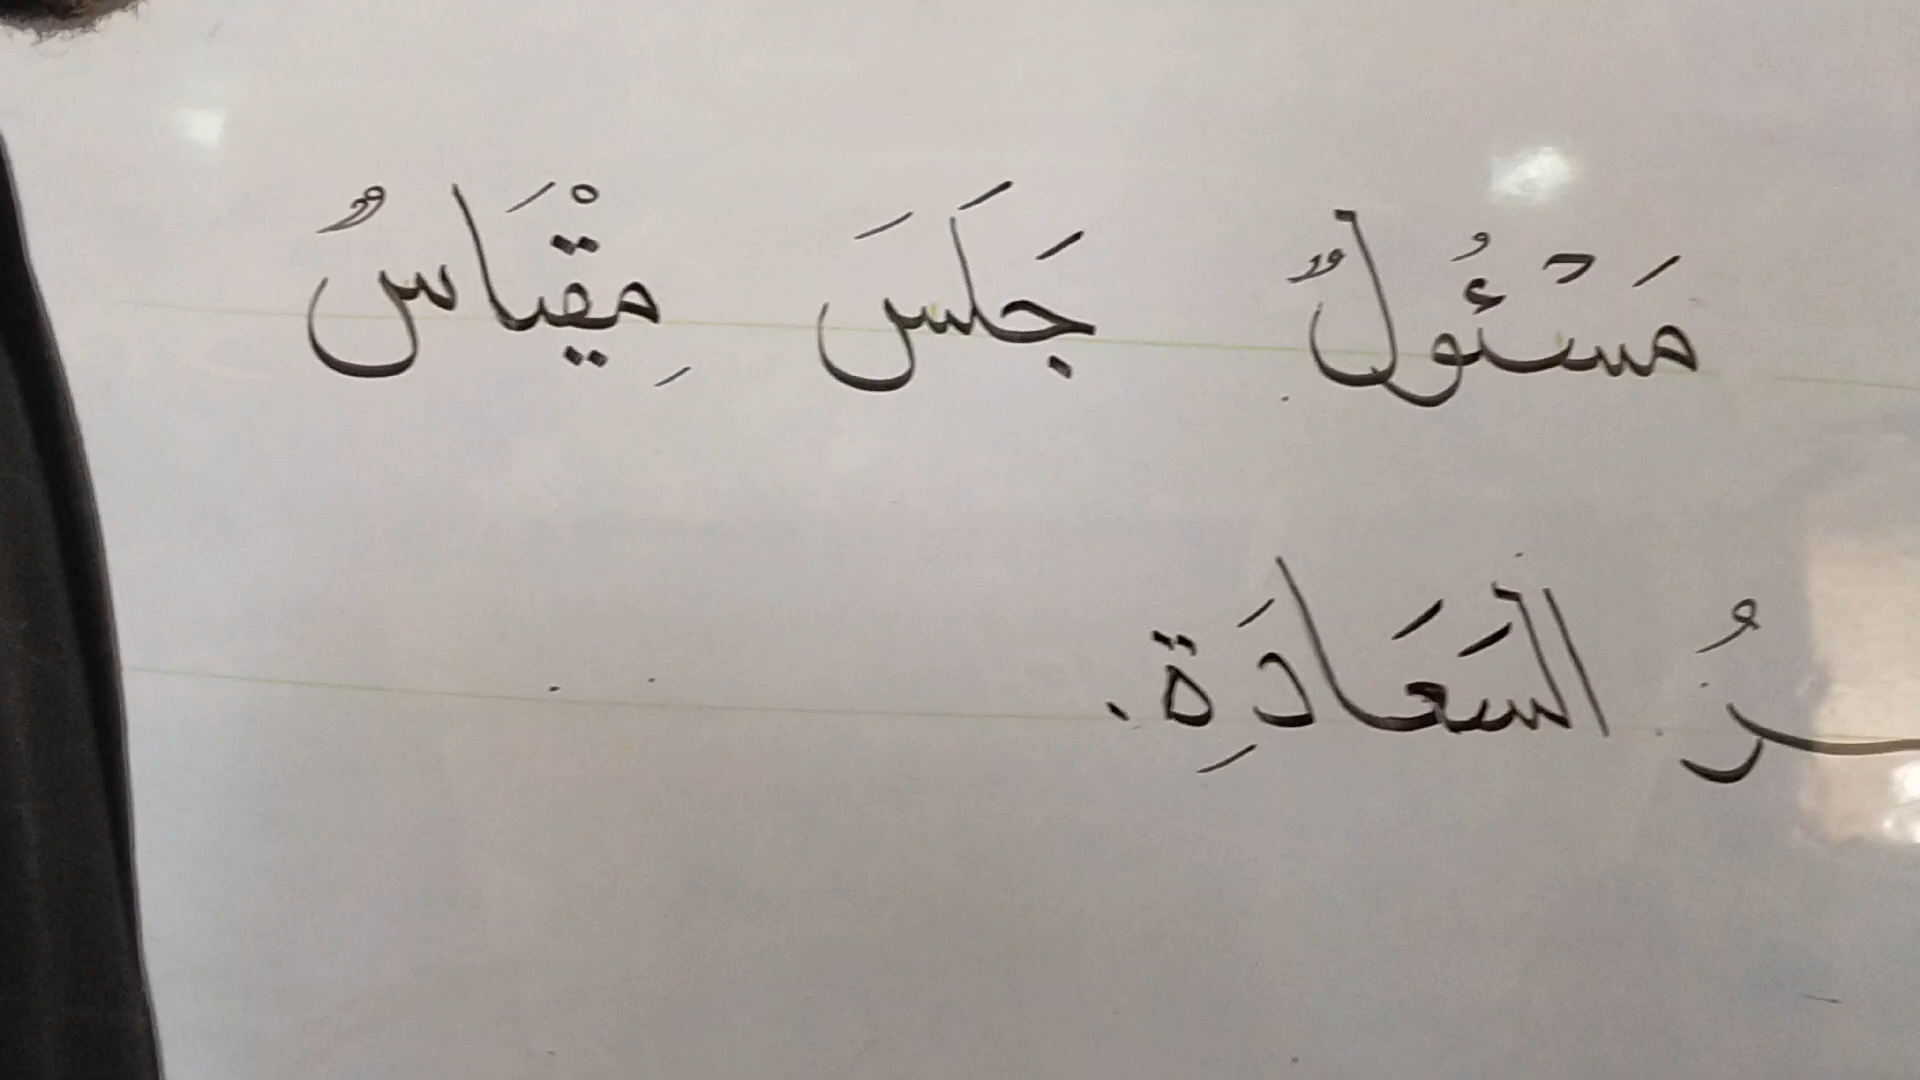 مَسْئُولٌ جَلَسَ مِقْيَاسٌ
السَعَادَةِ.